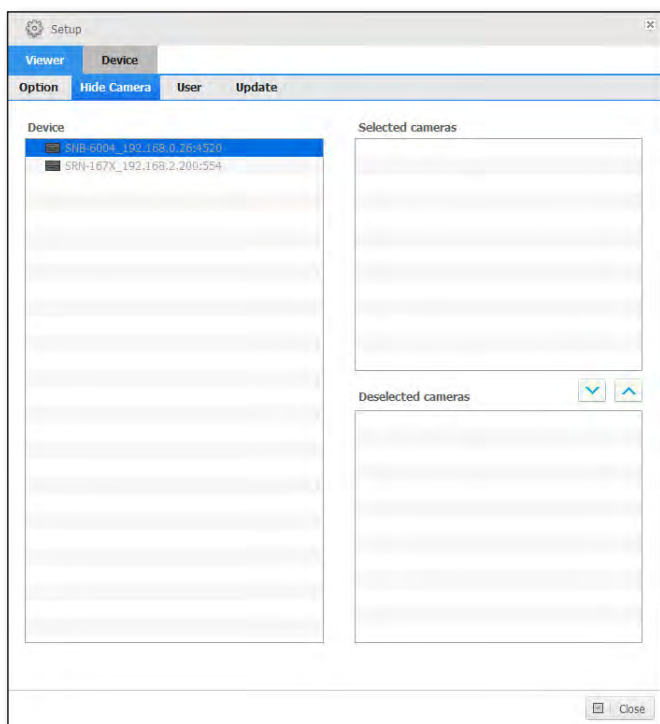 Setup
Viewer Device
Option Hide Camera User Update
Device
SNB-6004_192.168.0.26:4520
SRN-167X_192.168.2.200:554
Selected cameras
Deselected cameras
Close